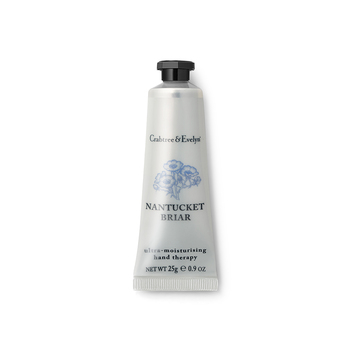 Crabtree & Evelyn
NANTUCKET
BRIAR
ultra-moisturising
hand therapy
NET WT 25g e 0.9 OZ